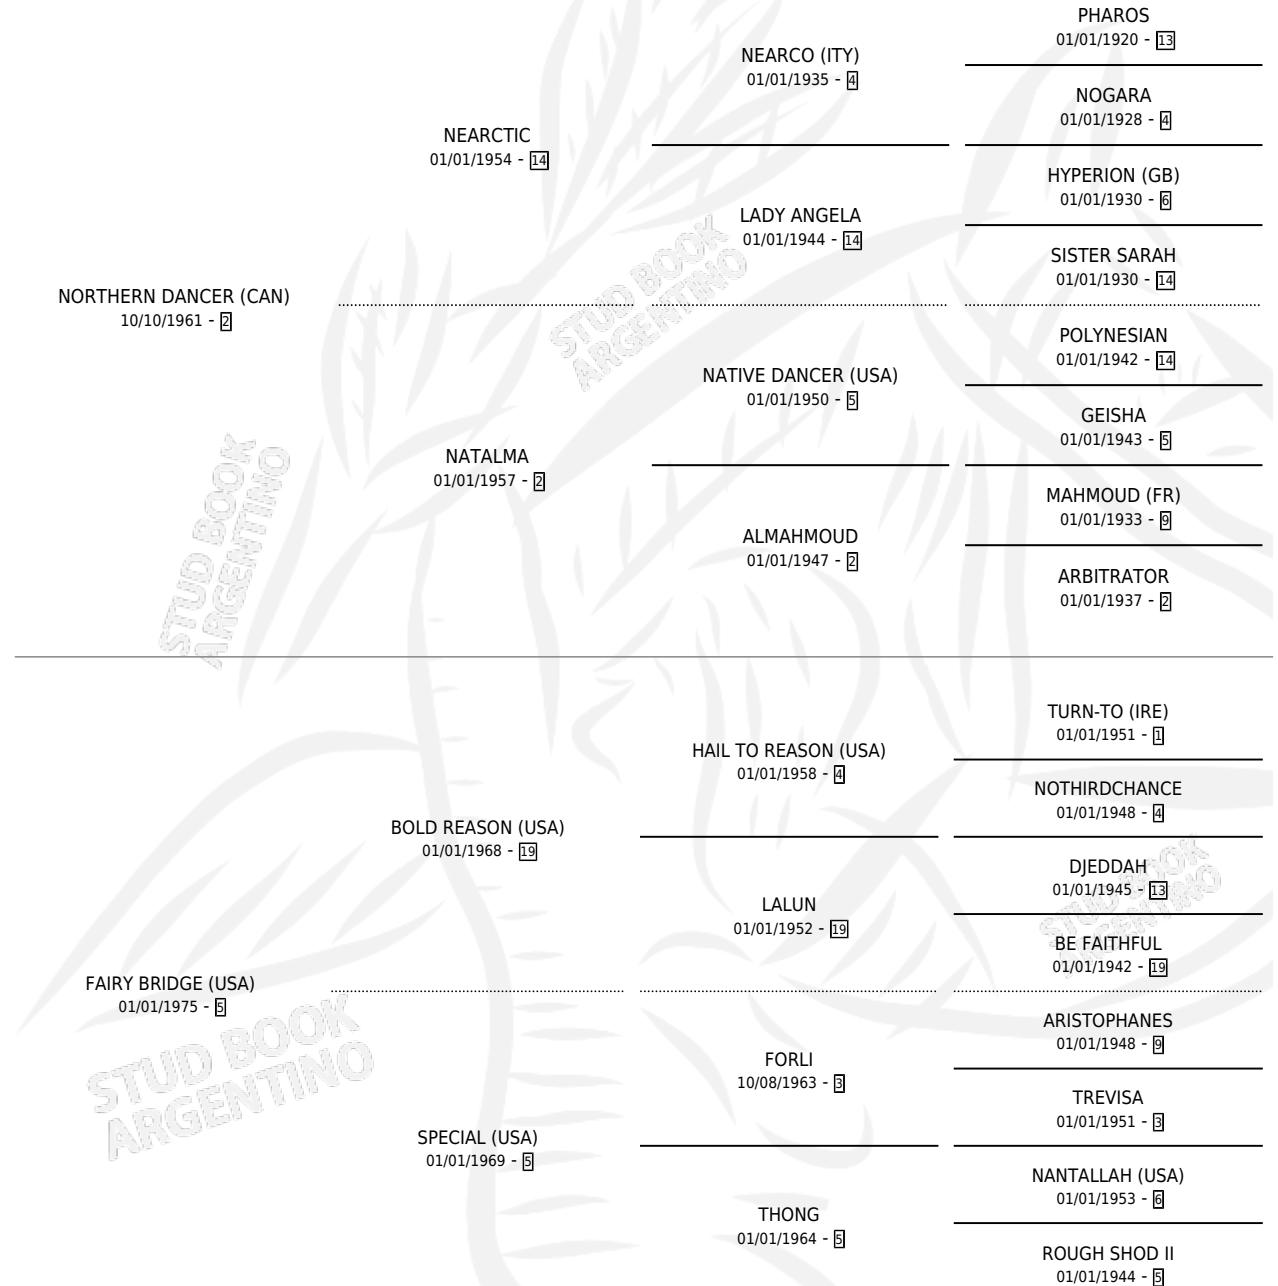 PHAROS
01/01/1920 - 13
NEARCO (ITY)
01/01/1935 - 4
NOGARA
01/01/1928 - 4
NEARCTIC
01/01/1954 - 14
HYPERION (GB)
01/01/1930 - 6
LADY ANGELA
01/01/1944 - 14
SISTER SARAH
01/01/1930 - 14
NORTHERN DANCER (CAN)
10/10/1961 - 2
POLYNESIAN
01/01/1942 - 14
NATIVE DANCER (USA)
01/01/1950 - 5
GEISHA
01/01/1943 - 5
NATALMA
01/01/1957 - 2
MAHMOUD (FR)
01/01/1933 - 9
ALMAHMOUD
01/01/1947 - 2
ARBITRATOR
01/01/1937 - 2
TURN-TO (IRE)
01/01/1951 - 1
HAIL TO REASON (USA)
01/01/1958 - 4
NOTHIRDCHANCE
01/01/1948 - 4
BOLD REASON (USA)
01/01/1968 - 19
DJEDDAH
01/01/1945 - 13
LALUN
01/01/1952 - 19
BE FAITHFUL
01/01/1942 - 19
FAIRY BRIDGE (USA)
01/01/1975 - 5
ARISTOPHANES
01/01/1948 - 9
FORLI
10/08/1963 - 3
TREVISA
01/01/1951 - 3
SPECIAL (USA)
01/01/1969 - 5
NANTALLAH (USA)
01/01/1953 - 6
THONG
01/01/1964 - 5
ROUGH SHOD II
01/01/1944 - 5
STUD BOOK
ARGENTINO
STUD BOOK
ARGENTINO
STUD BOOK
ARGENTINO
STUD BOOK
ARGENTINO